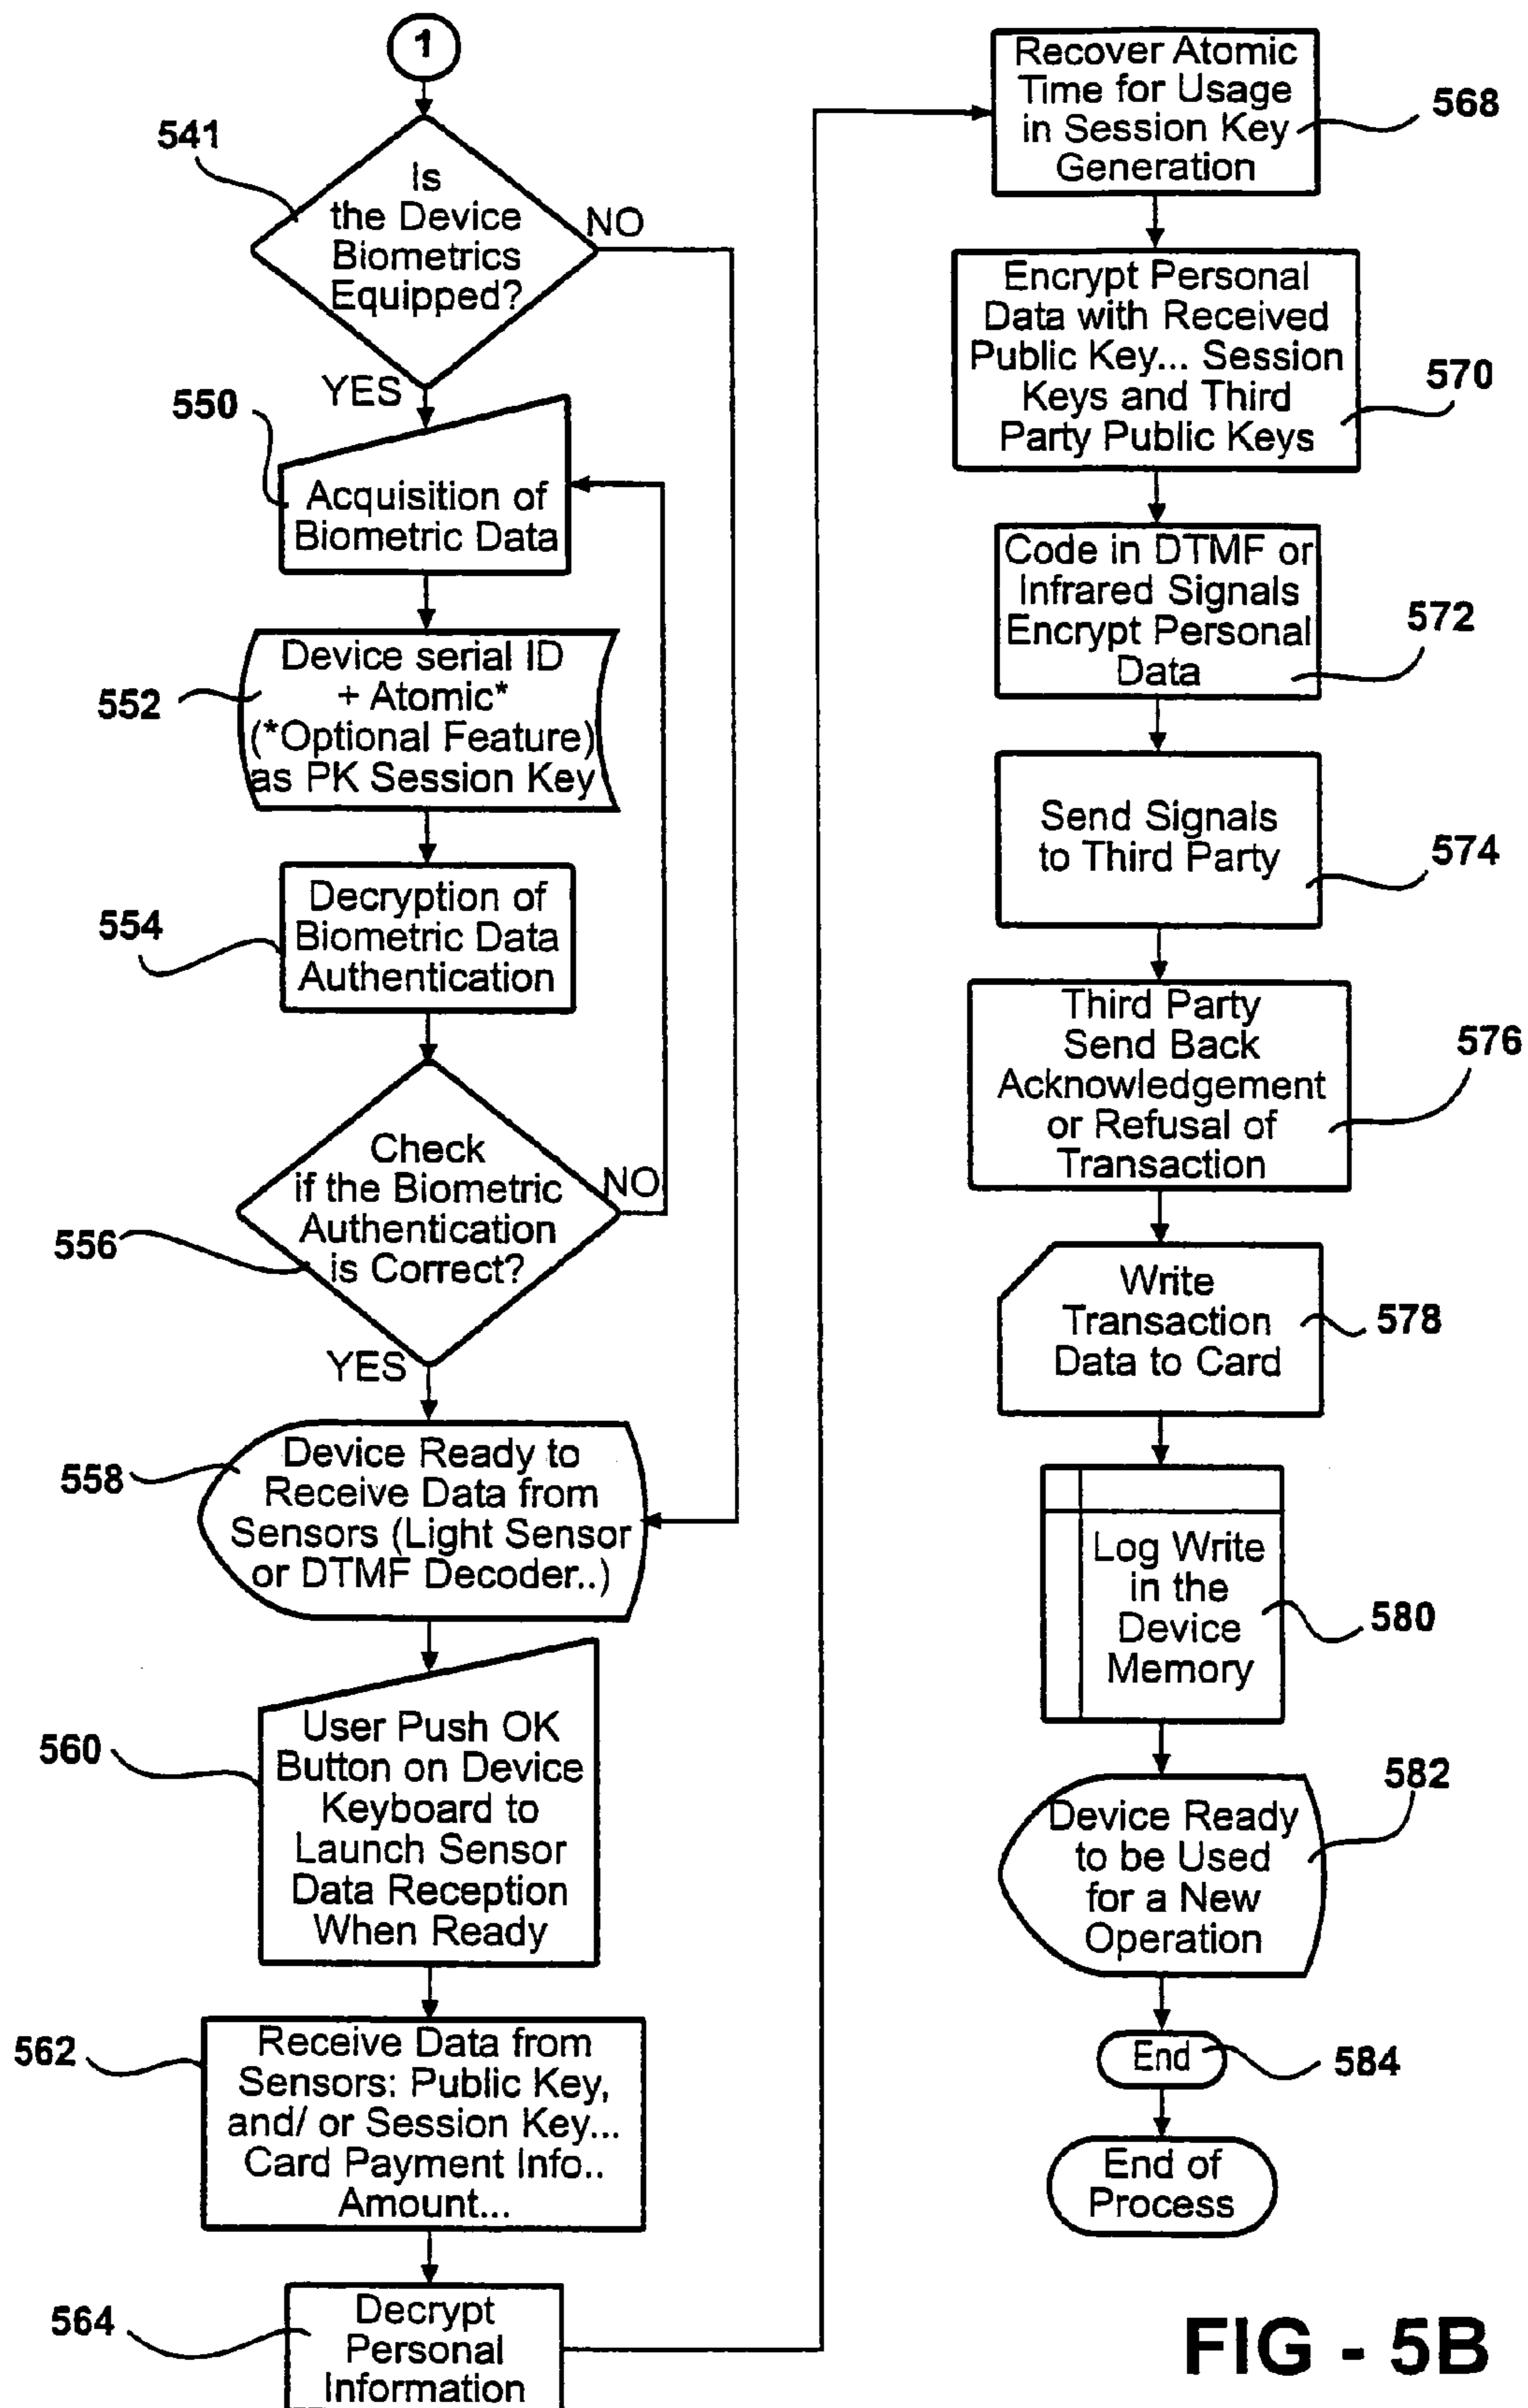 1
541
Is
the Device
Biometrics
Equipped?
NO
YES
550
Acquisition of
Biometric Data
552
Device serial ID
+ Atomic*
(*Optional Feature)
as PK Session Key
554
Decryption of
Biometric Data
Authentication
556
Check
if the Biometric
Authentication
is Correct?
NO
YES
558
Device Ready to
Receive Data from
Sensors (Light Sensor
or DTMF Decoder..)
560
User Push OK
Button on Device
Keyboard to
Launch Sensor
Data Reception
When Ready
562
Receive Data from
Sensors: Public Key,
and/ or Session Key...
Card Payment Info..
Amount...
564
Decrypt
Personal
Information
Recover Atomic
Time for Usage
in Session Key
Generation
568
Encrypt Personal
Data with Received
Public Key... Session
Keys and Third
Party Public Keys
570
Code in DTMF or
Infrared Signals
Encrypt Personal
Data
572
Send Signals
to Third Party
574
Third Party
Send Back
Acknowledgement
or Refusal of
Transaction
576
Write
Transaction
Data to Card
578
Log Write
in the
Device
Memory
580
Device Ready
to be Used
for a New
Operation
582
End
584
End of
Process
FIG - 5B